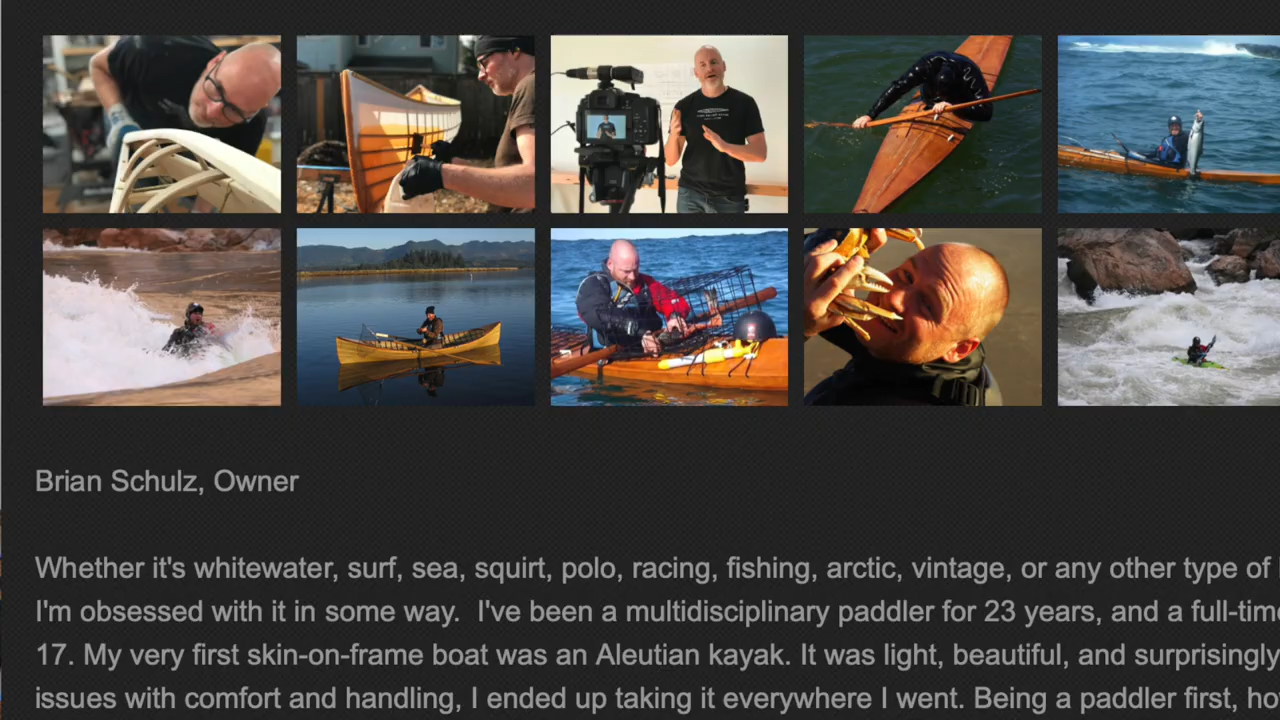 Brian Schulz, Owner
Whether it's whitewater, surf, sea, squirt, polo, racing, fishing, arctic, vintage, or any other type of
I'm obsessed with it in some way.  I've been a multidisciplinary paddler for 23 years, and a full-time
17. My very first skin-on-frame boat was an Aleutian kayak. It was light, beautiful, and surprisingly
issues with comfort and handling, I ended up taking it everywhere I went. Being a paddler first,